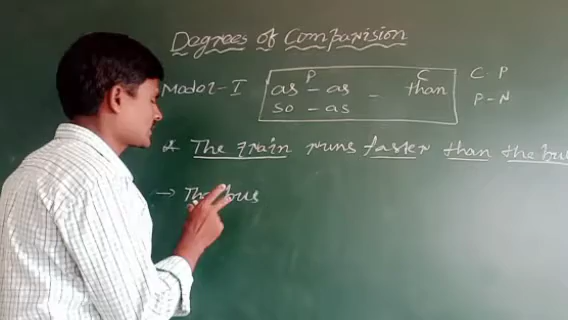 Degrees of Comparision
Model-I
P C
as - as - than
so - as
C P
P - N
* The train runs faster than the bus
→ The bus